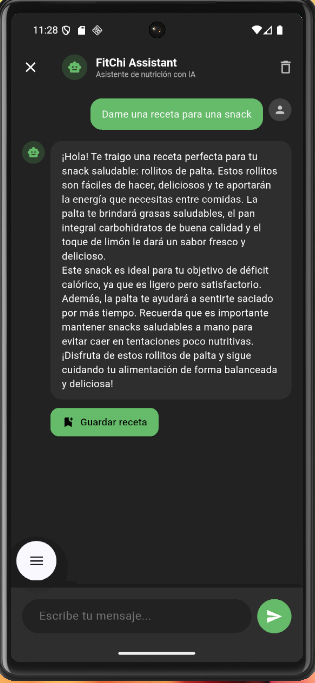 11:28
FitChi Assistant
Asistente de nutrición con IA
Dame una receta para una snack
¡Hola! Te traigo una receta perfecta para tu
snack saludable: rollitos de palta. Estos rollitos
son fáciles de hacer, deliciosos y te aportarán
la energía que necesitas entre comidas. La
palta te brindará grasas saludables, el pan
integral carbohidratos de buena calidad y el
toque de limón le dará un sabor fresco y
delicioso.
Este snack es ideal para tu objetivo de déficit
calórico, ya que es ligero pero satisfactorio.
Además, la palta te ayudará a sentirte saciado
por más tiempo. Recuerda que es importante
mantener snacks saludables a mano para
evitar caer en tentaciones poco nutritivas.
¡Disfruta de estos rollitos de palta y sigue
cuidando tu alimentación de forma balanceada
y deliciosa!
Guardar receta
Escribe tu mensaje...